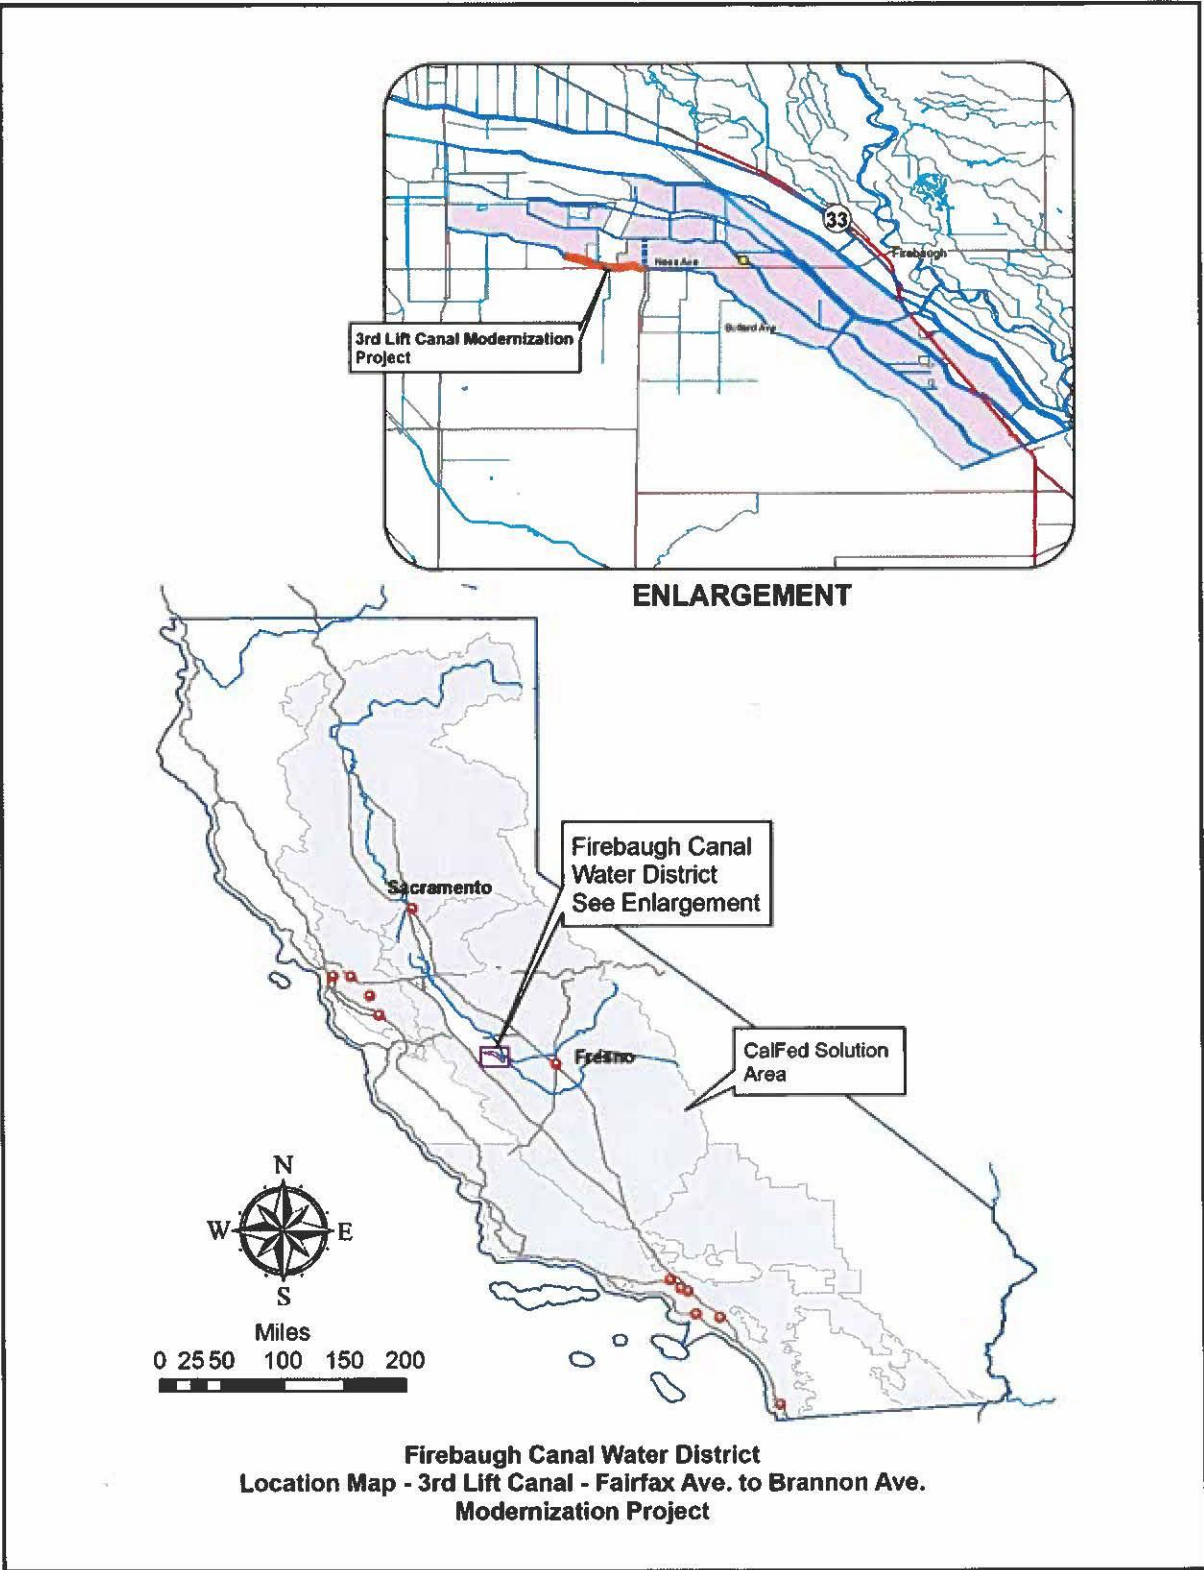 33
Firebaugh
Ness Ave
Bullard Ave
3rd Lift Canal Modernization
Project
ENLARGEMENT
Firebaugh Canal
Water District
See Enlargement
Sacramento
Fresno
CalFed Solution
Area
N
W E
S
Miles
0 25 50 100 150 200
Firebaugh Canal Water District
Location Map - 3rd Lift Canal - Fairfax Ave. to Brannon Ave.
Modernization Project